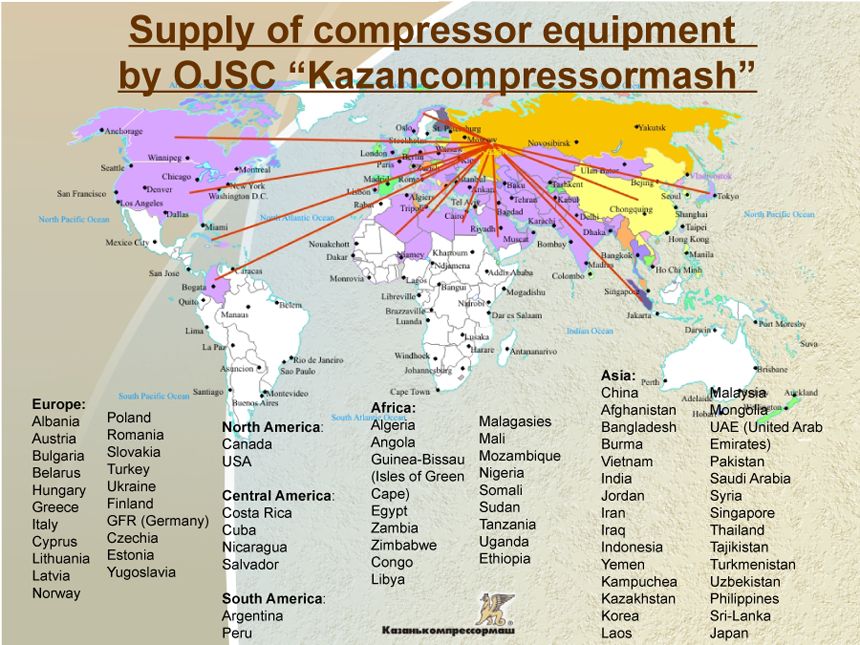 Supply of compressor equipment
by OJSC “Kazancompressormash”
Anchorage
Oslo
St. Petersburg
Yakutsk
Stockholm
Moscow
Novosibirsk
Winnipeg
London
Warsaw
Seattle
Montreal
Berlin
Paris
Kiev
Ulan Bator
Vladivostok
Chicago
Denver
New York
Madrid
Rome
Istanbul
Baku
Tashkent
Bejing
San Francisco
Washington D.C.
Lisbon
Ankara
Seoul
Tokyo
Los Angeles
Algiers
Tehran
Kabul
Dallas
Rabat
Tripoli
Tel Aviv
Bagdad
Chongquing
Shanghai
North Pacific Ocean
North Atlantic Ocean
Cairo
Karachi
Delhi
North Pacific Ocean
Miami
Riyadh
Dhaka
Taipei
Mexico City
Nouakchott
Muscat
Bombay
Hong Kong
Dakar
Niamey
Khartoum
Bangkok
Manila
San Jose
Caracas
Ndjamena
Addis Ababa
Madras
Ho Chi Minh
Monrovia
Lagos
Colombo
Bogata
Bangui
Mogadishu
Singapore
Quito
Belem
Libreville
Nairobi
Manaus
Brazzaville
Dar es Salaam
Jakarta
Luanda
Port Moresby
Lima
Indian Ocean
Darwin
Lusaka
Suva
La Paz
Harare
Antananarivo
Rio de Janeiro
Windhoek
Asuncion
Sao Paulo
Johannesburg
Brisbane
Perth
Santiago
Montevideo
Cape Town
Adelaide
Auckland
South Pacific Ocean
Buenos Aires
Wellington
South Atlantic Ocean
Europe:
Albania
Austria
Bulgaria
Belarus
Hungary
Greece
Italy
Cyprus
Lithuania
Latvia
Norway
Poland
Romania
Slovakia
Turkey
Ukraine
Finland
GFR (Germany)
Czechia
Estonia
Yugoslavia
North America:
Canada
USA
Central America:
Costa Rica
Cuba
Nicaragua
Salvador
South America:
Argentina
Peru
Africa:
Algeria
Angola
Guinea-Bissau
(Isles of Green
Cape)
Egypt
Zambia
Zimbabwe
Congo
Libya
Malagasies
Mali
Mozambique
Nigeria
Somali
Sudan
Tanzania
Uganda
Ethiopia
Asia:
China
Afghanistan
Bangladesh
Burma
Vietnam
India
Jordan
Iran
Iraq
Indonesia
Yemen
Kampuchea
Kazakhstan
Korea
Laos
Malaysia
Mongolia
UAE (United Arab
Emirates)
Pakistan
Saudi Arabia
Syria
Singapore
Thailand
Tajikistan
Turkmenistan
Uzbekistan
Philippines
Sri-Lanka
Japan
Казанькомпрессормаш